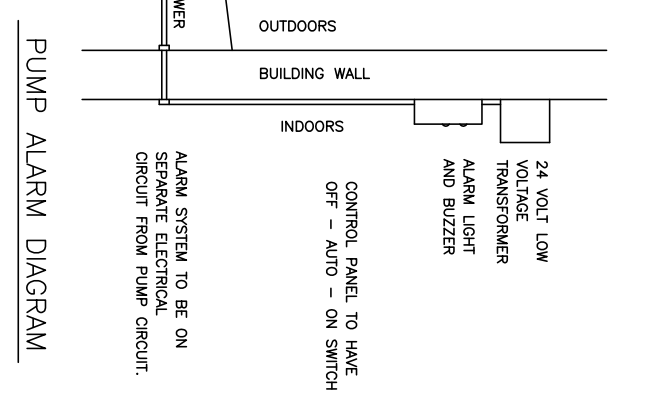 OUTDOORS
BUILDING WALL
INDOORS
24 VOLT LOW
VOLTAGE
TRANSFORMER
ALARM LIGHT
AND BUZZER
CONTROL PANEL TO HAVE
OFF – AUTO – ON SWITCH
ALARM SYSTEM TO BE ON
SEPARATE ELECTRICAL
CIRCUIT FROM PUMP CIRCUIT.
PUMP ALARM DIAGRAM